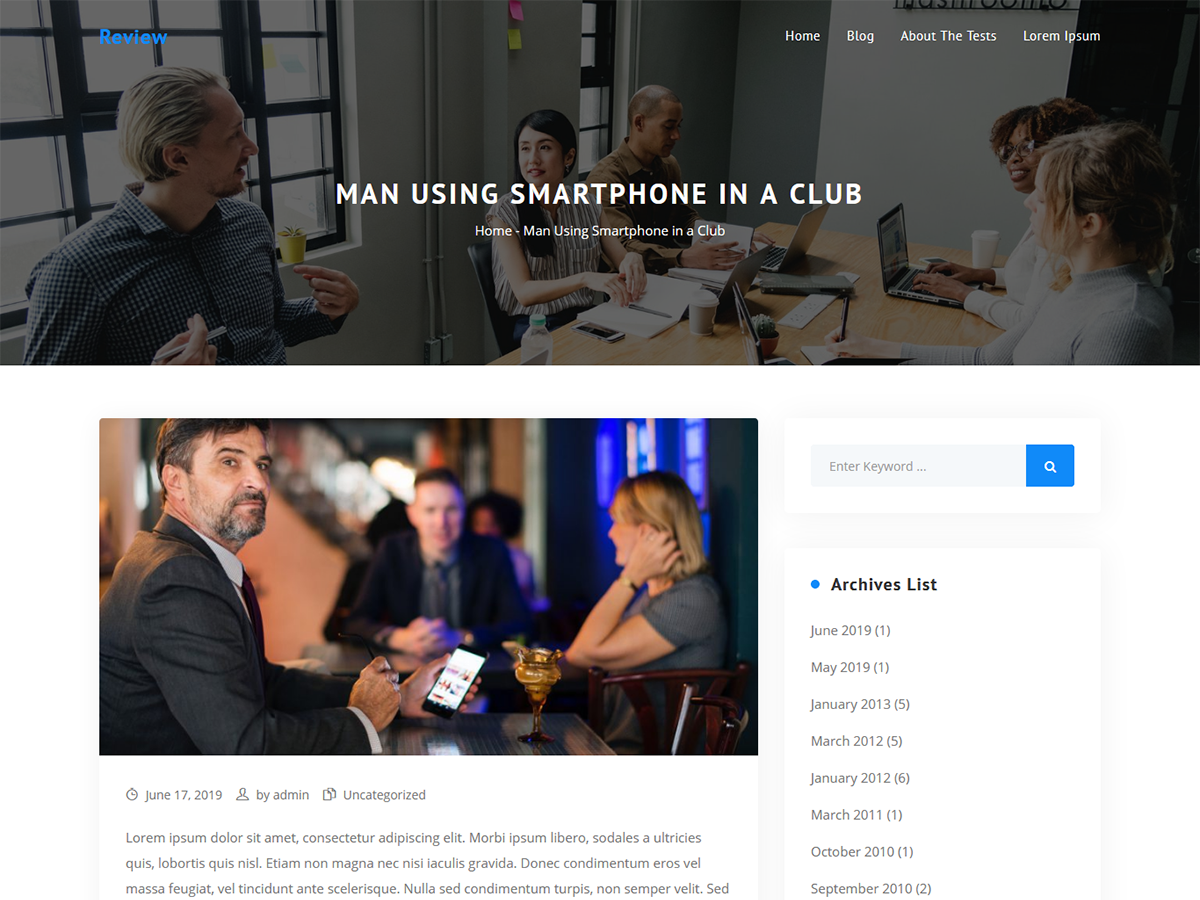 Review
Home
Blog
About The Tests
Lorem Ipsum
MAN USING SMARTPHONE IN A CLUB
Home - Man Using Smartphone in a Club
June 17, 2019 by admin Uncategorized
Lorem ipsum dolor sit amet, consectetur adipiscing elit. Morbi ipsum libero, sodales a ultricies
quis, lobortis quis nisl. Etiam non magna nec nisi iaculis gravida. Donec condimentum eros vel
massa feugiat, vel tincidunt ante scelerisque. Nulla sed condimentum turpis, non semper velit. Sed
Enter Keyword ...
Archives List
June 2019 (1)
May 2019 (1)
January 2013 (5)
March 2012 (5)
January 2012 (6)
March 2011 (1)
October 2010 (1)
September 2010 (2)